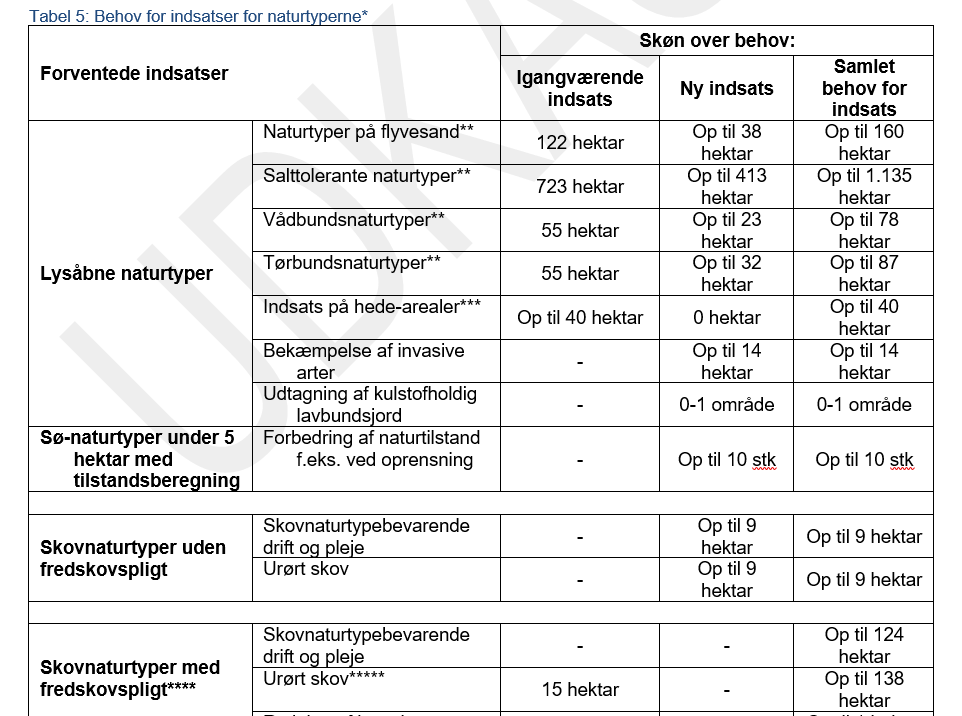 Tabel 5: Behov for indsatser for naturtyperne*
Forventede indsatser
Skøn over behov:
Igangværende
indsats
Ny indsats
Samlet
behov for
indsats
Lysåbne naturtyper
Naturtyper på flyvesand**
122 hektar
Op til 38
hektar
Op til 160
hektar
Salttolerante naturtyper**
723 hektar
Op til 413
hektar
Op til 1.135
hektar
Vådbundsnaturtyper**
55 hektar
Op til 23
hektar
Op til 78
hektar
Tørbundsnaturtyper**
55 hektar
Op til 32
hektar
Op til 87
hektar
Indsats på hede-arealer***
Op til 40 hektar
0 hektar
Op til 40
hektar
Bekæmpelse af invasive
arter
-
Op til 14
hektar
Op til 14
hektar
Udtagning af kulstofholdig
lavbundsjord
-
0-1 område
0-1 område
Sø-naturtyper under 5
hektar med
tilstandsberegning
Forbedring af naturtilstand
f.eks. ved oprensning
-
Op til 10 stk
Op til 10 stk
Skovnaturtyper uden
fredskovspligt
Skovnaturtypebevarende
drift og pleje
-
Op til 9
hektar
Op til 9 hektar
Urørt skov
-
Op til 9
hektar
Op til 9 hektar
Skovnaturtyper med
fredskovspligt****
Skovnaturtypebevarende
drift og pleje
-
-
Op til 124
hektar
Urørt skov*****
15 hektar
-
Op til 138
hektar